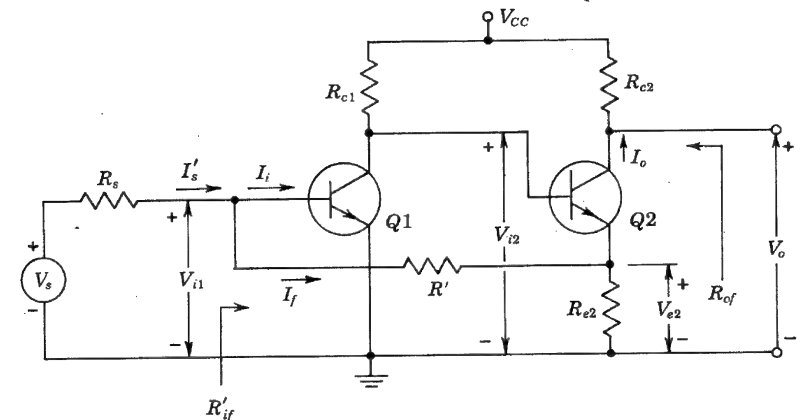 V_CC
R_c1
R_c2
I'_s
I_i
I_o
R_s
+
+
+
Q1
Q2
+
V_s
V_i1
V_i2
V_o
R'
+
I_f
R_e2
V_e2
R_of
−
−
−
−
−
R'_if